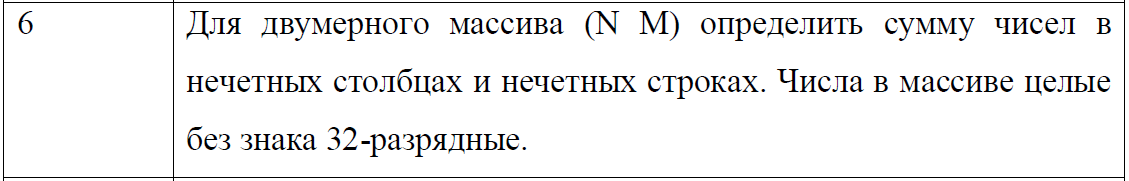 6
Для двумерного массива (N M) определить сумму чисел в
нечетных столбцах и нечетных строках. Числа в массиве целые
без знака 32-разрядные.